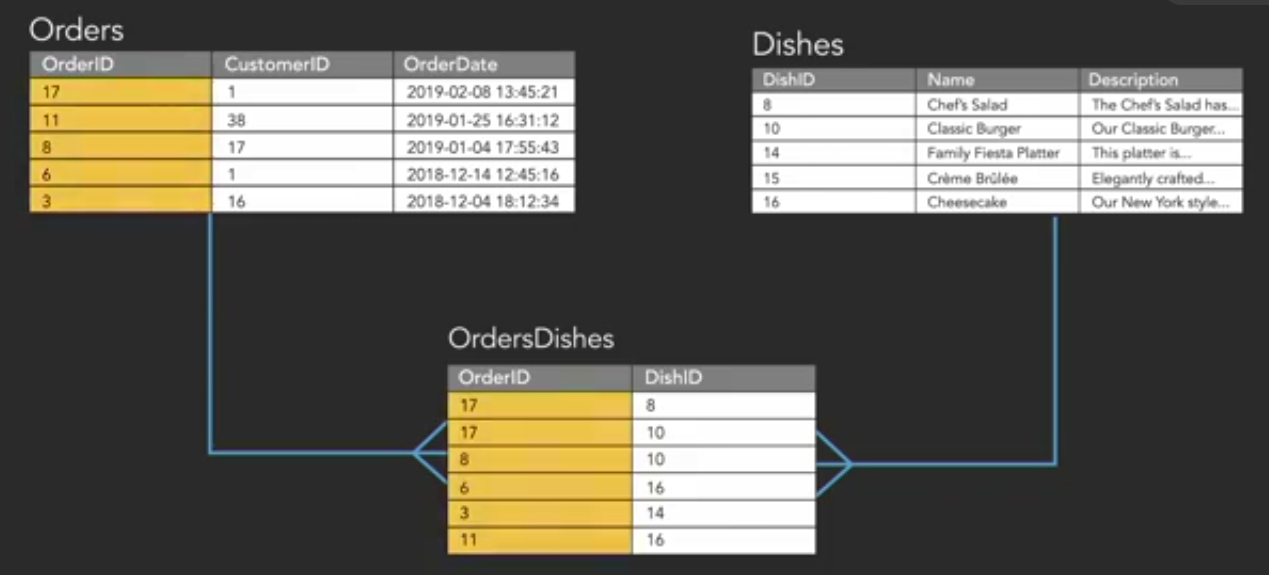 Orders
OrderID CustomerID OrderDate
17 1 2019-02-08 13:45:21
11 38 2019-01-25 16:31:12
8 17 2019-01-04 17:55:43
6 1 2018-12-14 12:45:16
3 16 2018-12-04 18:12:34
Dishes
DishID Name Description
8 Chef's Salad The Chef's Salad has...
10 Classic Burger Our Classic Burger...
14 Family Fiesta Platter This platter is...
15 Crème Brûlée Elegantly crafted...
16 Cheesecake Our New York style...
OrdersDishes
OrderID DishID
17 8
17 10
8 10
6 16
3 14
11 16